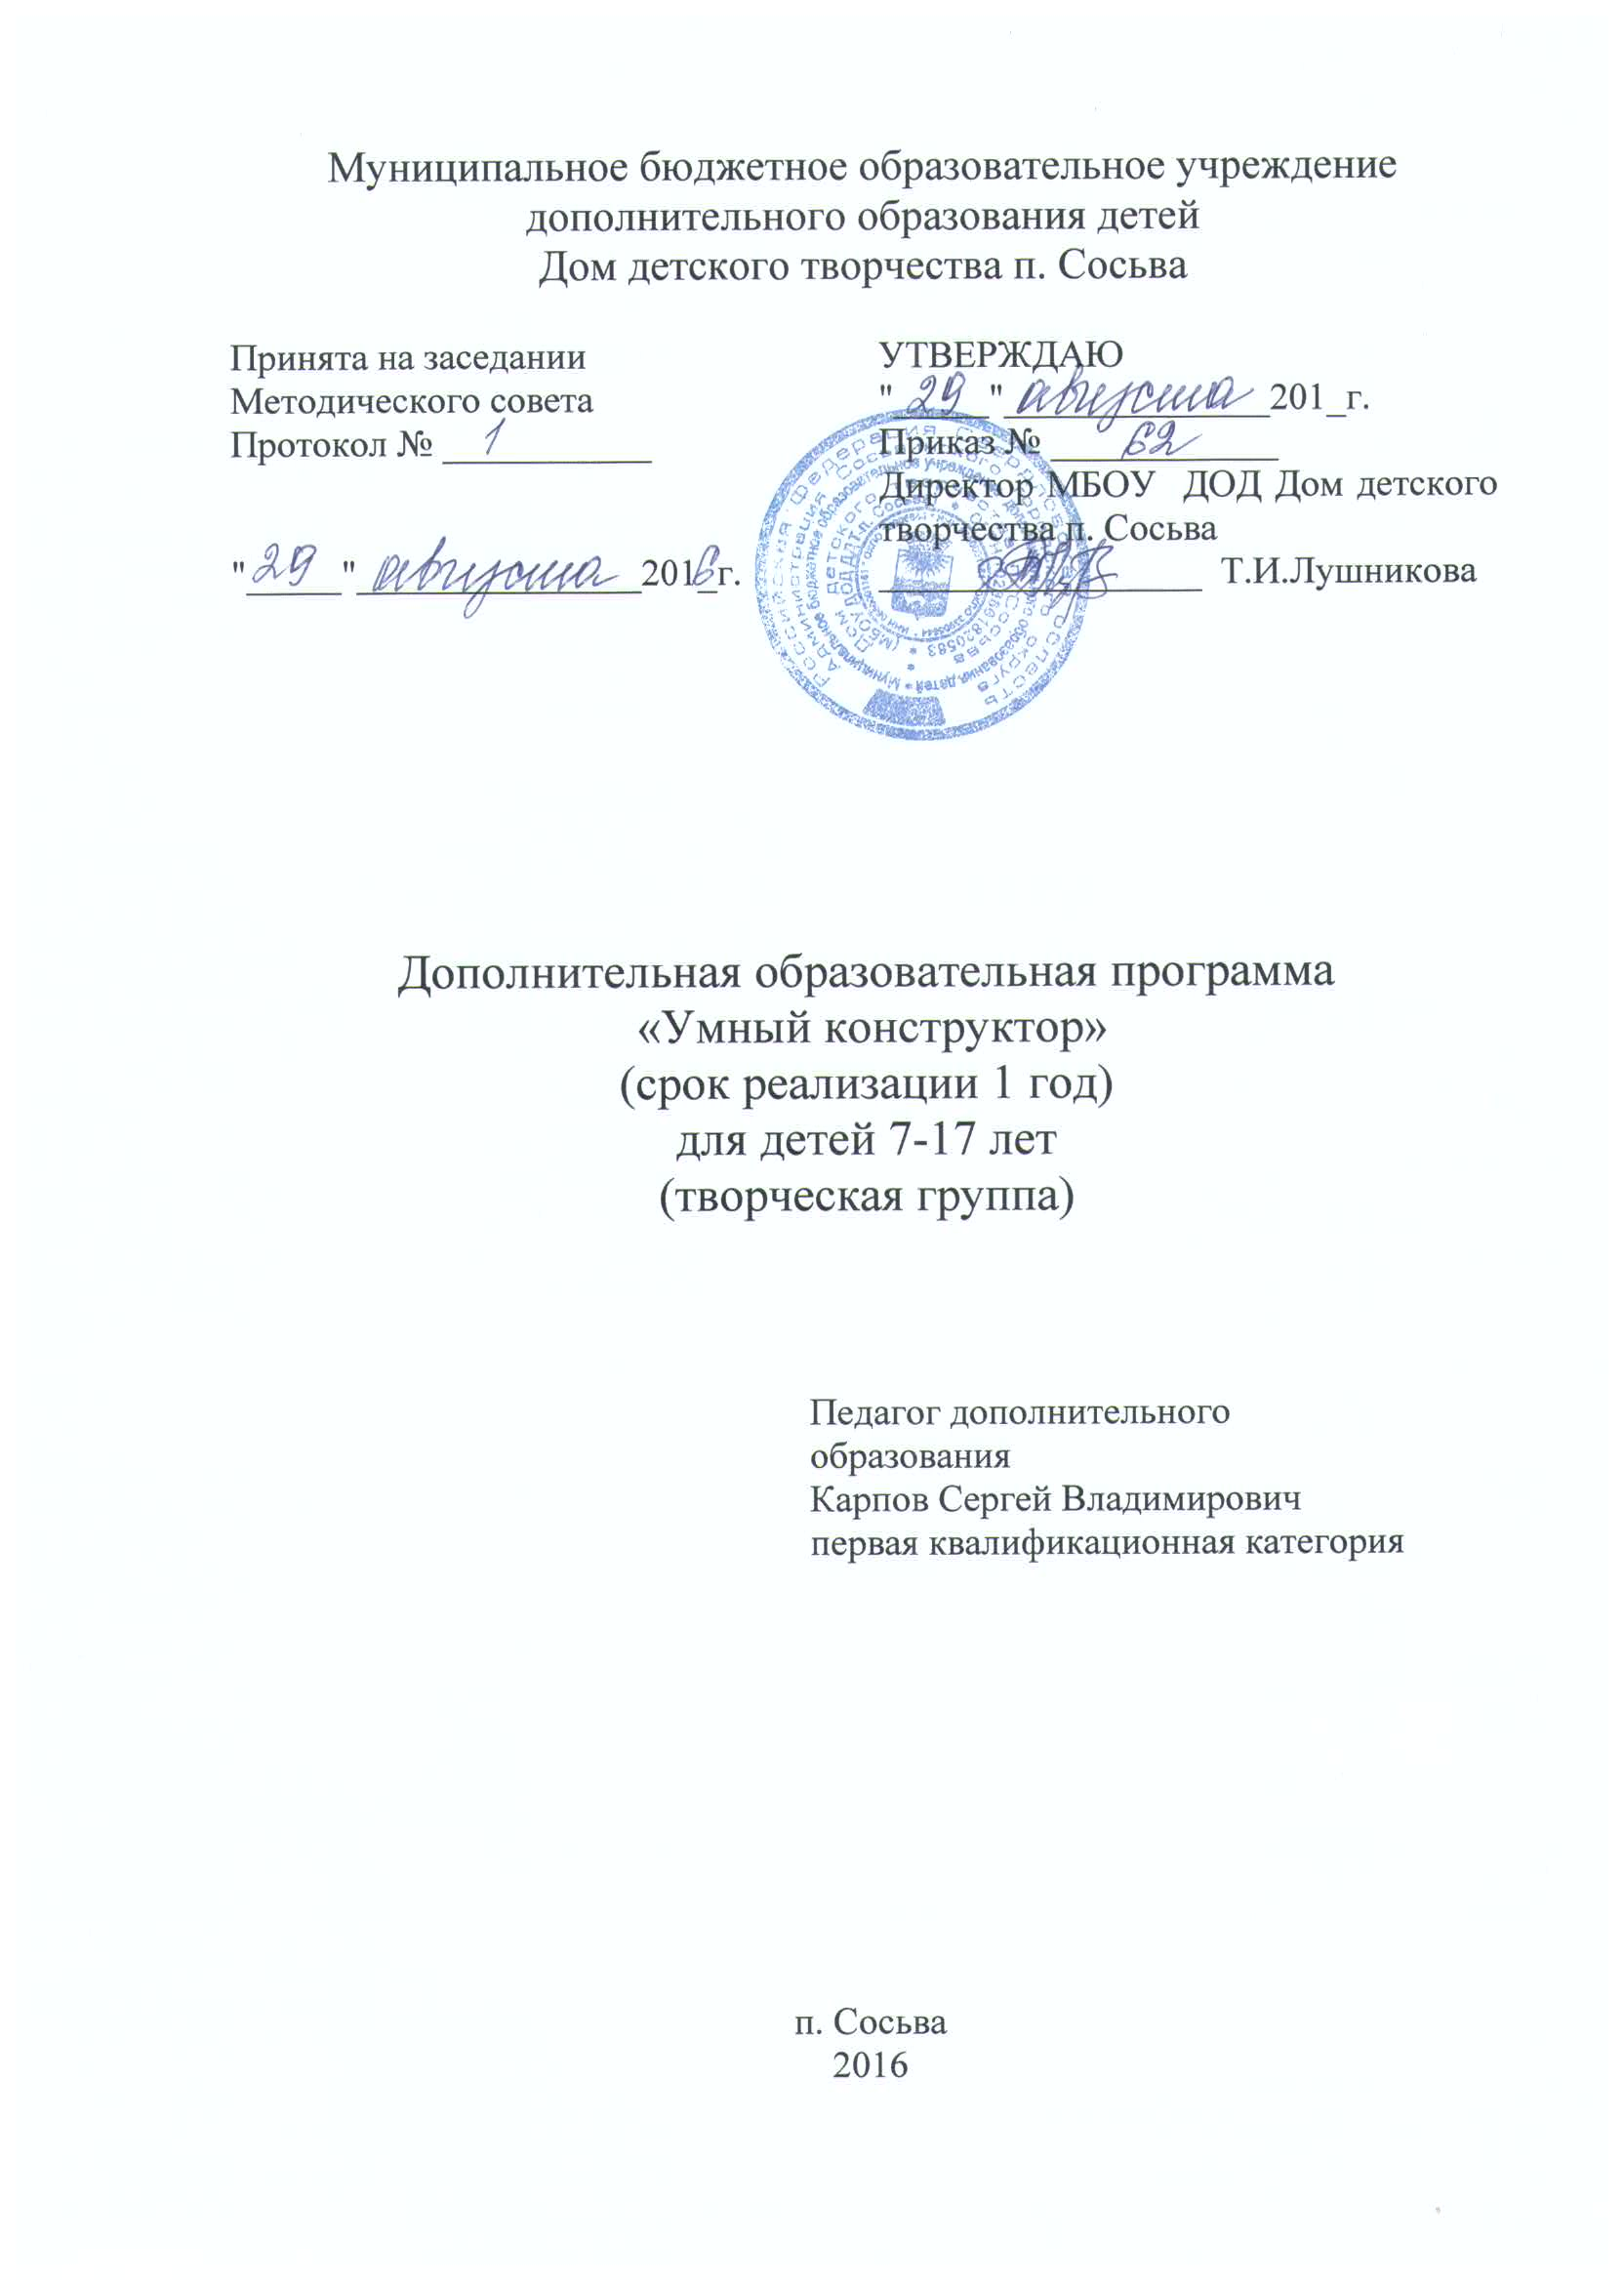 Муниципальное бюджетное образовательное учреждение
дополнительного образования детей
Дом детского творчества п. Сосьва
Принята на заседании
Методического совета
Протокол № 1
"29" августа 2016г.
УТВЕРЖДАЮ
"29" августа 201_г.
Приказ № 62
Директор МБОУ ДОД Дом детского
творчества п. Сосьва
Т.И.Лушникова
Дополнительная образовательная программа
«Умный конструктор»
(срок реализации 1 год)
для детей 7-17 лет
(творческая группа)
Педагог дополнительного
образования
Карпов Сергей Владимирович
первая квалификационная категория
п. Сосьва
2016